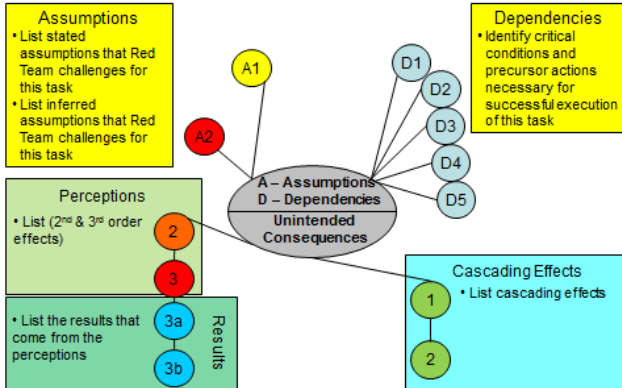 Assumptions
• List stated
assumptions that Red
Team challenges for
this task
• List inferred
assumptions that Red
Team challenges for
this task
A1
A2
D1
D2
D3
D4
D5
Dependencies
• Identify critical
conditions and
precursor actions
necessary for
successful execution
of this task
A – Assumptions
D – Dependencies
Unintended
Consequences
Perceptions
• List (2nd & 3rd order
effects)
2
3
• List the results that
come from the
perceptions
3a
3b
Results
Cascading Effects
• List cascading effects
1
2